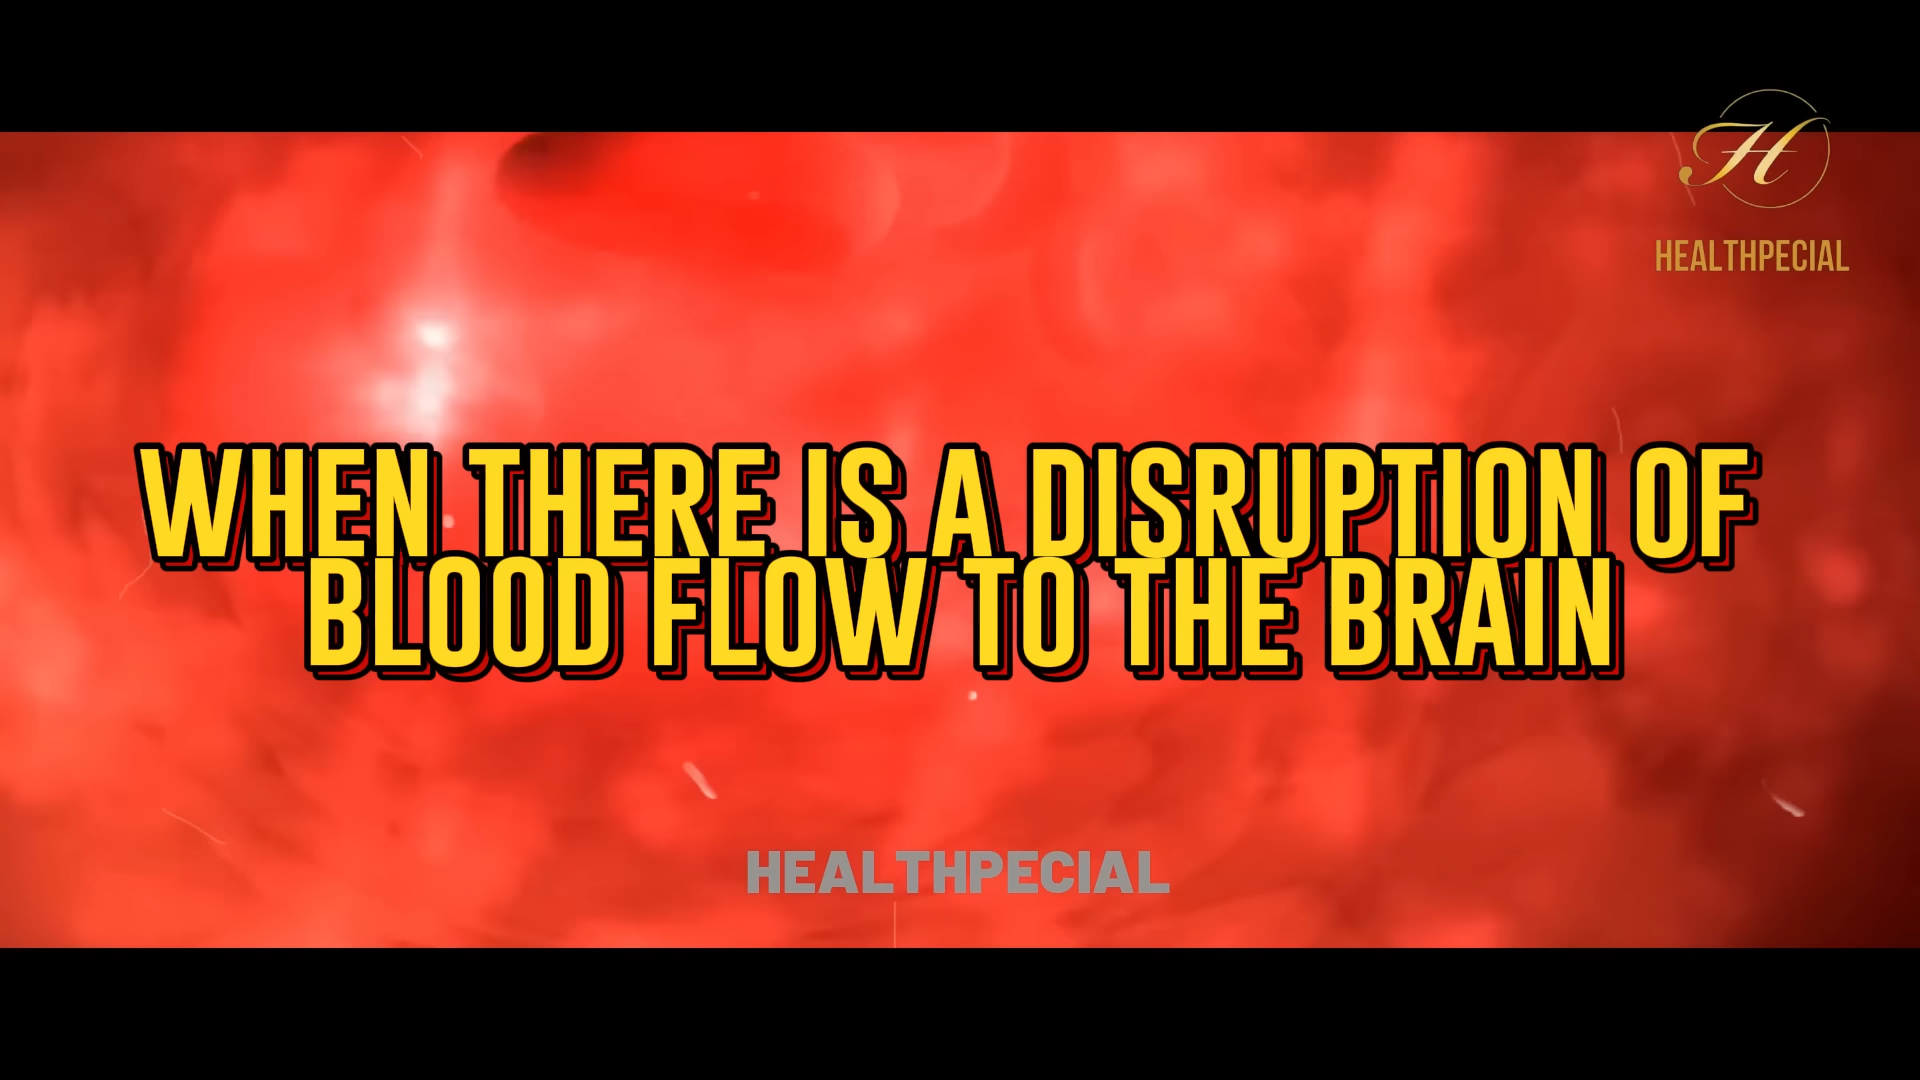 H
HEALTHPECIAL
WHEN THERE IS A DISRUPTION OF
BLOOD FLOW TO THE BRAIN
HEALTHPECIAL